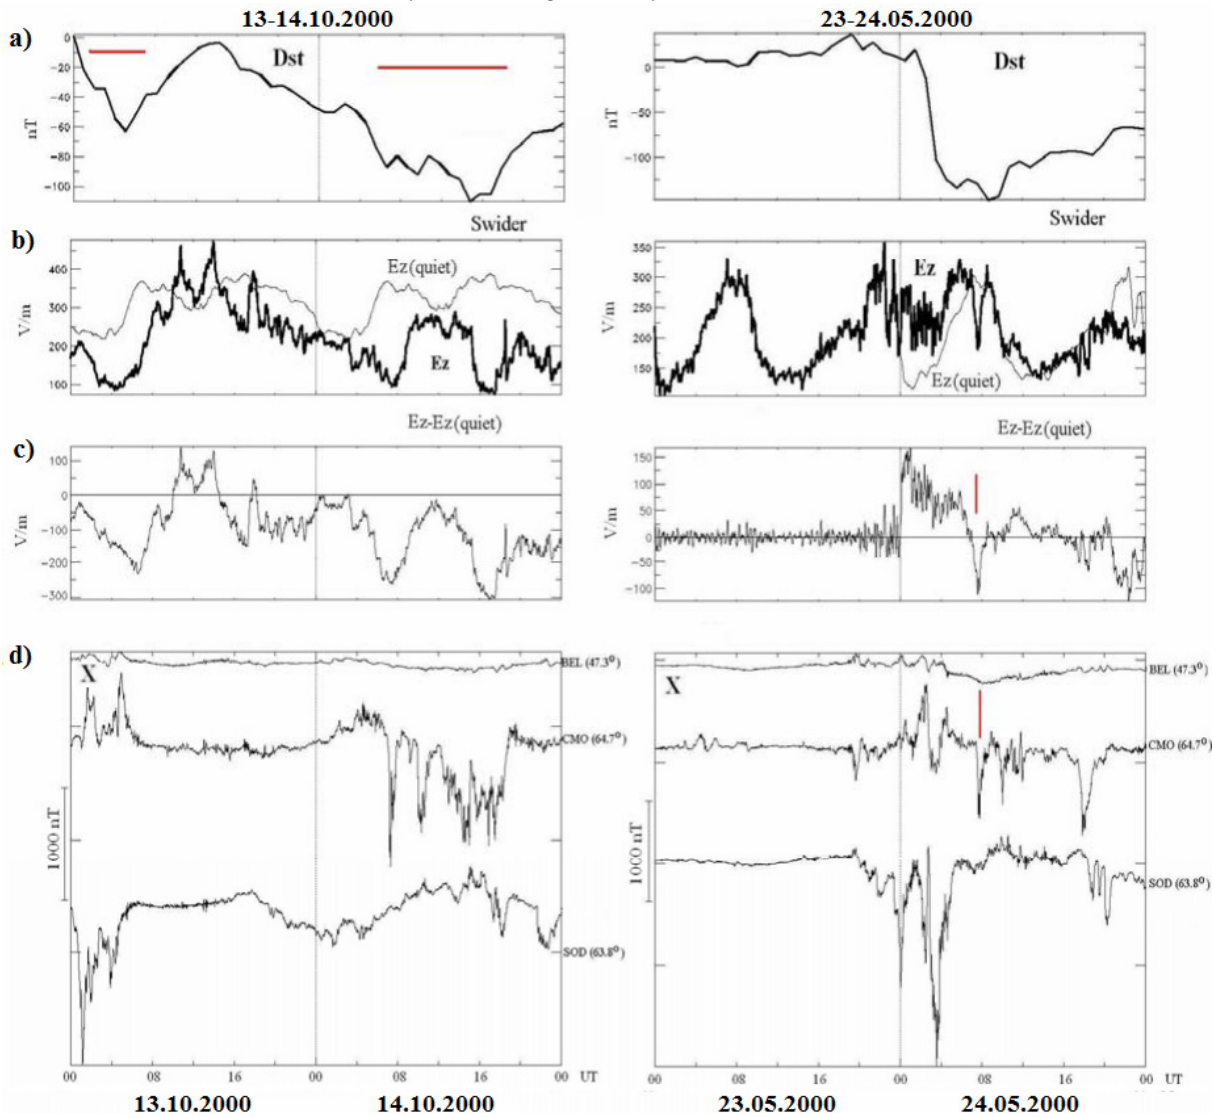 13-14.10.2000
23-24.05.2000
a)
Dst
0
-20
-40
-60
-80
-100
nT
Dst
0
-50
-100
nT
Swider
Swider
b)
Ez(quiet)
Ez
400
300
200
100
V/m
Ez
Ez(quiet)
350
300
250
200
150
V/m
Ez-Ez(quiet)
Ez-Ez(quiet)
c)
100
0
-100
-200
-300
V/m
150
100
50
0
-50
-100
V/m
d)
X
BEL (47.3°)
CMO (64.7°)
SOD (63.8°)
1000 nT
X
BEL (47.3°)
CMO (64.7°)
SOD (63.8°)
1000 nT
00 08 16 00 08 16 00 UT
00 08 16 00 08 16 00 UT
13.10.2000 14.10.2000
23.05.2000 24.05.2000